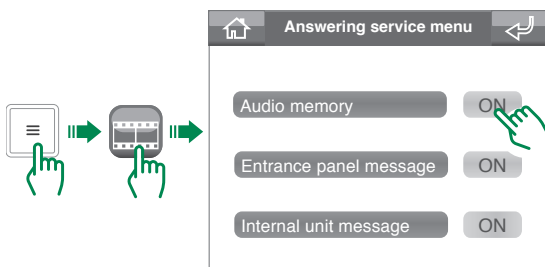 Answering service menu
Audio memory ON
Entrance panel message ON
Internal unit message ON